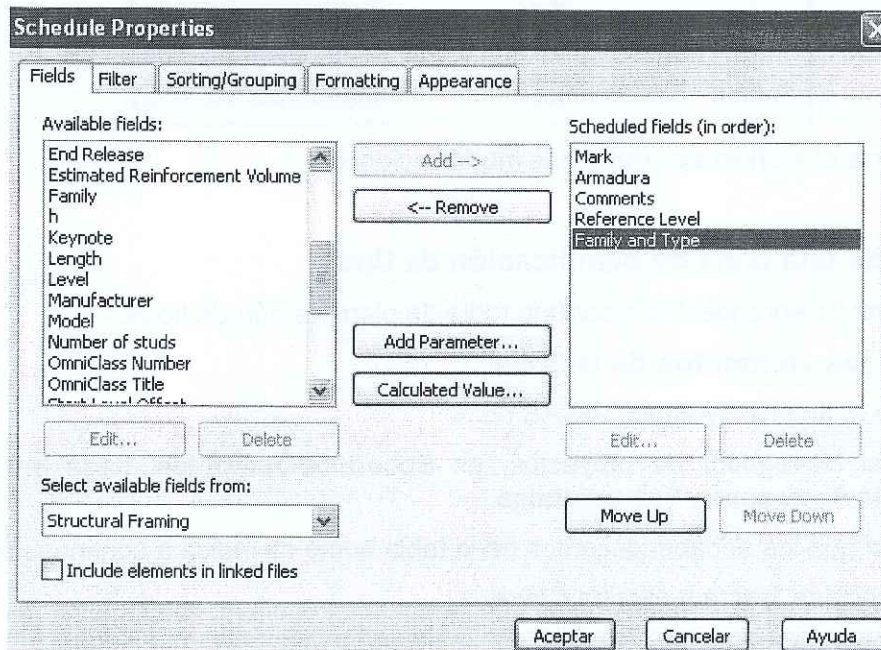 Schedule Properties
Fields
Filter
Sorting/Grouping
Formatting
Appearance
Available fields:
End Release
Estimated Reinforcement Volume
Family
h
Keynote
Length
Level
Manufacturer
Model
Number of studs
OmniClass Number
OmniClass Title
Add -->
<-- Remove
Add Parameter...
Calculated Value...
Scheduled fields (in order):
Mark
Armadura
Comments
Reference Level
Family and Type
Edit...
Delete
Edit...
Delete
Select available fields from:
Structural Framing
Move Up
Move Down
Include elements in linked files
Aceptar
Cancelar
Ayuda